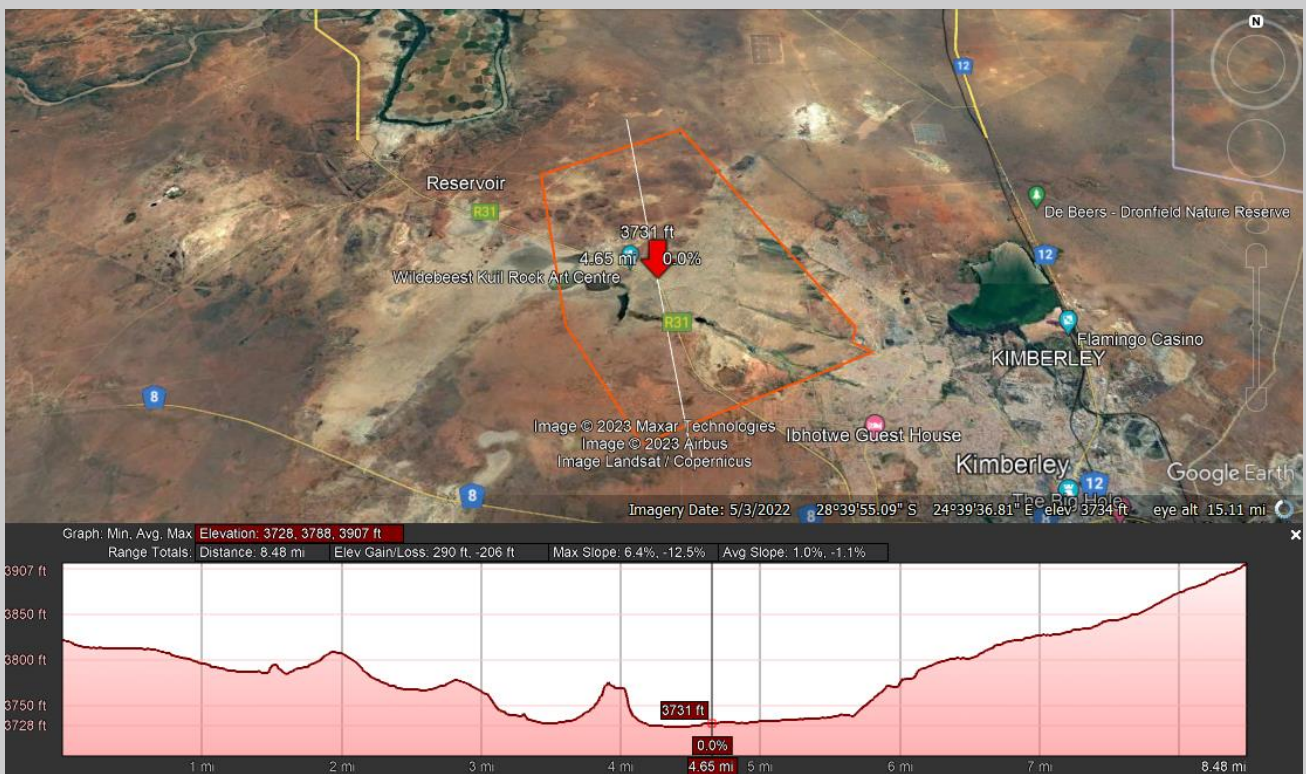 N
12
Reservoir
R31
De Beers - Dronfield Nature Reserve
3731 ft
12
4.65 mi 0.0%
Wildebeest Kuil Rock Art Centre
R31
Flamingo Casino
KIMBERLEY
8
Image © 2023 Maxar Technologies
Ibhotwe Guest House
Image © 2023 Airbus
Image Landsat / Copernicus
Kimberley
Google Earth
12
8
The Big Hole
8
8
Imagery Date: 5/3/2022 28°39'55.09" S 24°39'36.81" E elev 3734 ft eye alt 15.11 mi
Graph: Min, Avg, Max Elevation: 3728, 3788, 3907 ft
Range Totals: Distance: 8.48 mi Elev Gain/Loss: 290 ft, -206 ft Max Slope: 6.4%, -12.5% Avg Slope: 1.0%, -1.1%
3907 ft
3850 ft
3800 ft
3750 ft
3731 ft
3728 ft
0.0%
1 mi 2 mi 3 mi 4 mi 4.65 mi 5 mi 6 mi 7 mi 8.48 mi